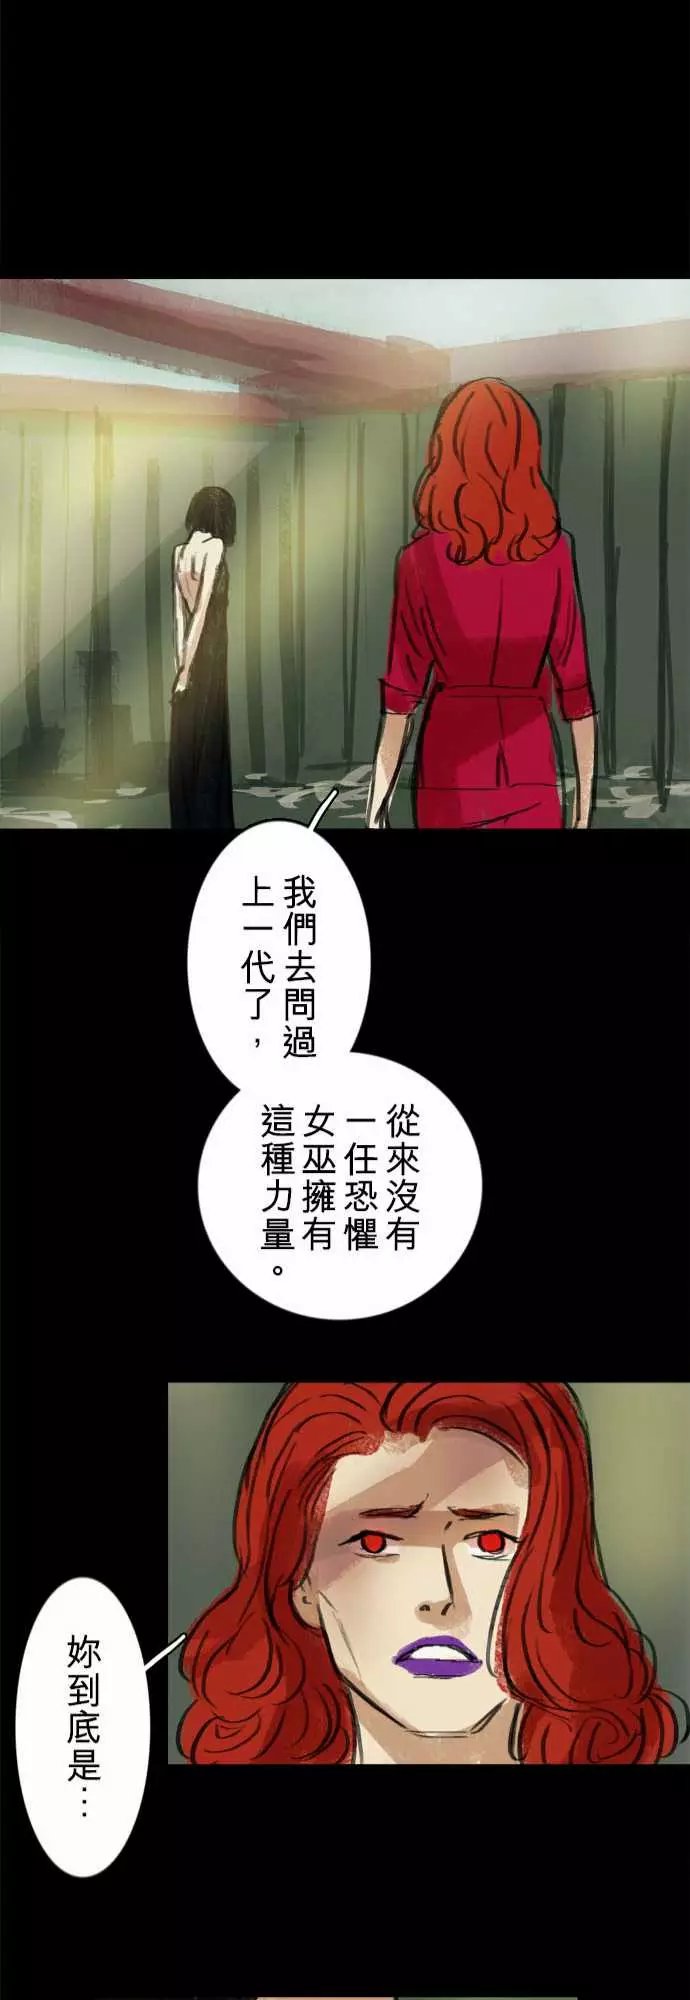 我們去問過
上一代了，
從來沒有
一任恐懼
女巫擁有
這種力量。
妳到底是…